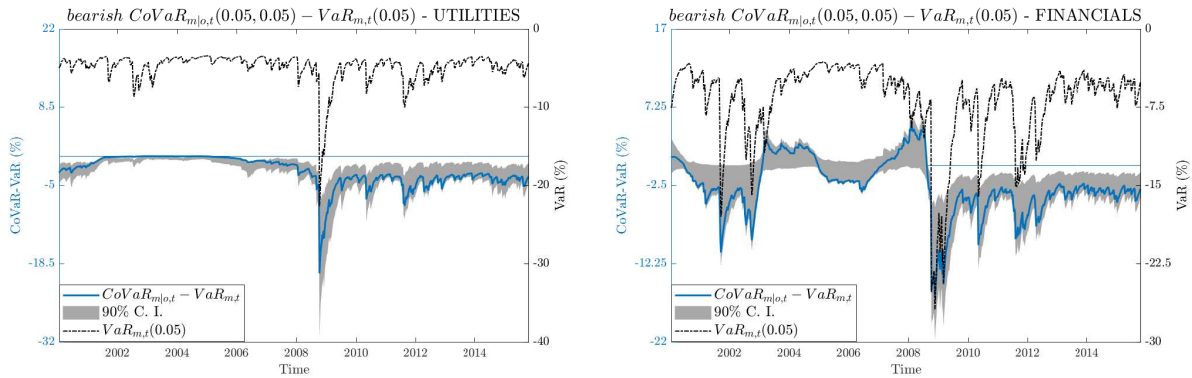 bearish CoVaR_{m|o,t}(0.05, 0.05) − VaR_{m,t}(0.05) - UTILITIES
22
8.5
-5
-18.5
-32
CoVaR-VaR (%)
0
-10
-20
-30
-40
VaR (%)
2002 2004 2006 2008 2010 2012 2014
Time
CoVaR_{m|o,t} − VaR_{m,t}
90% C. I.
VaR_{m,t}(0.05)
bearish CoVaR_{m|o,t}(0.05, 0.05) − VaR_{m,t}(0.05) - FINANCIALS
17
7.25
-2.5
-12.25
-22
CoVaR-VaR (%)
0
-7.5
-15
-22.5
-30
VaR (%)
2002 2004 2006 2008 2010 2012 2014
Time
CoVaR_{m|o,t} − VaR_{m,t}
90% C. I.
VaR_{m,t}(0.05)